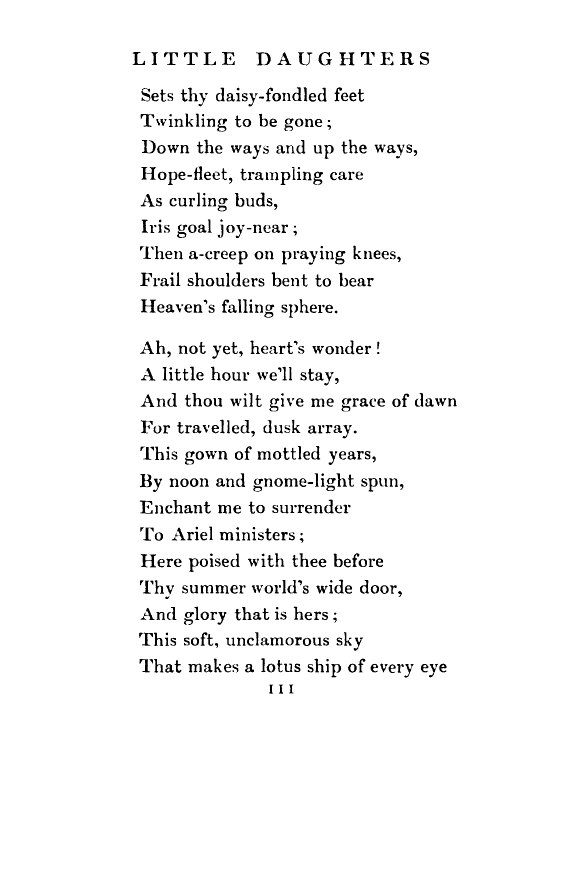 LITTLE DAUGHTERS
Sets thy daisy-fondled feet
Twinkling to be gone;
Down the ways and up the ways,
Hope-fleet, trampling care
As curling buds,
Iris goal joy-near;
Then a-creep on praying knees,
Frail shoulders bent to bear
Heaven's falling sphere.
Ah, not yet, heart's wonder!
A little hour we'll stay,
And thou wilt give me grace of dawn
For travelled, dusk array.
This gown of mottled years,
By noon and gnome-light spun,
Enchant me to surrender
To Ariel ministers;
Here poised with thee before
Thy summer world's wide door,
And glory that is hers;
This soft, unclamorous sky
That makes a lotus ship of every eye
111